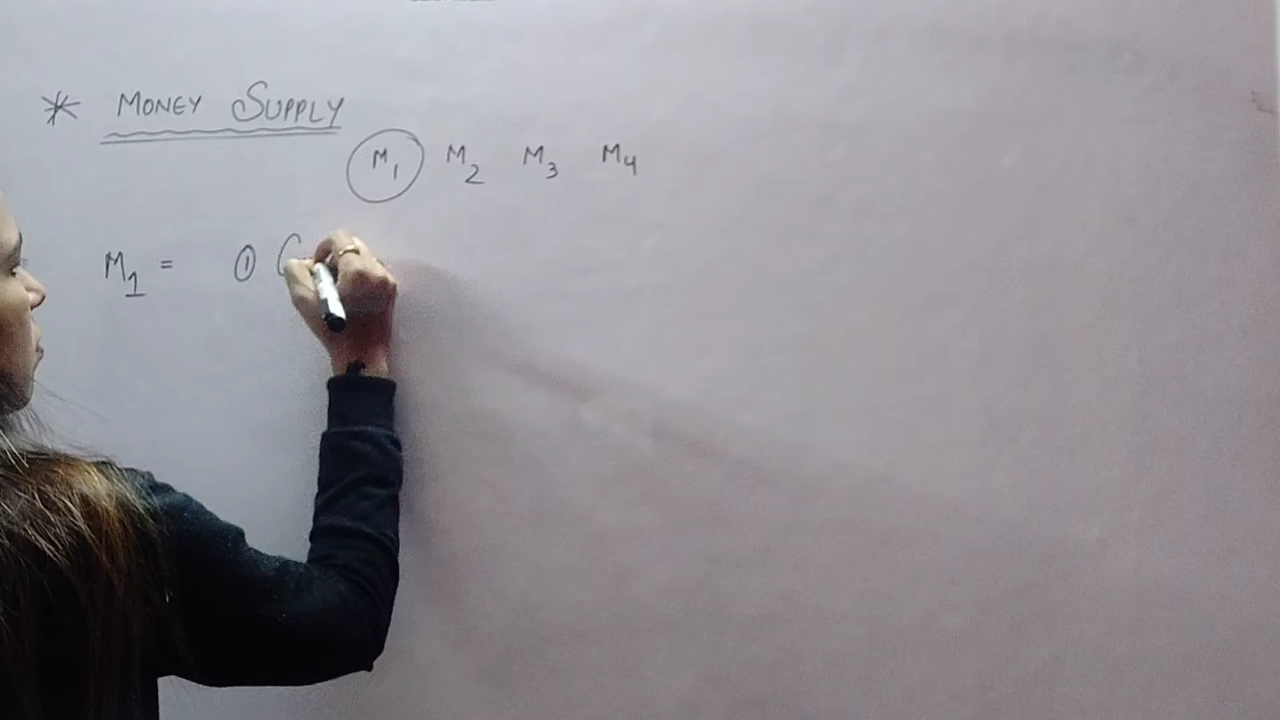 * MONEY SUPPLY
M₁ M₂ M₃ M₄
M₁ = ① C